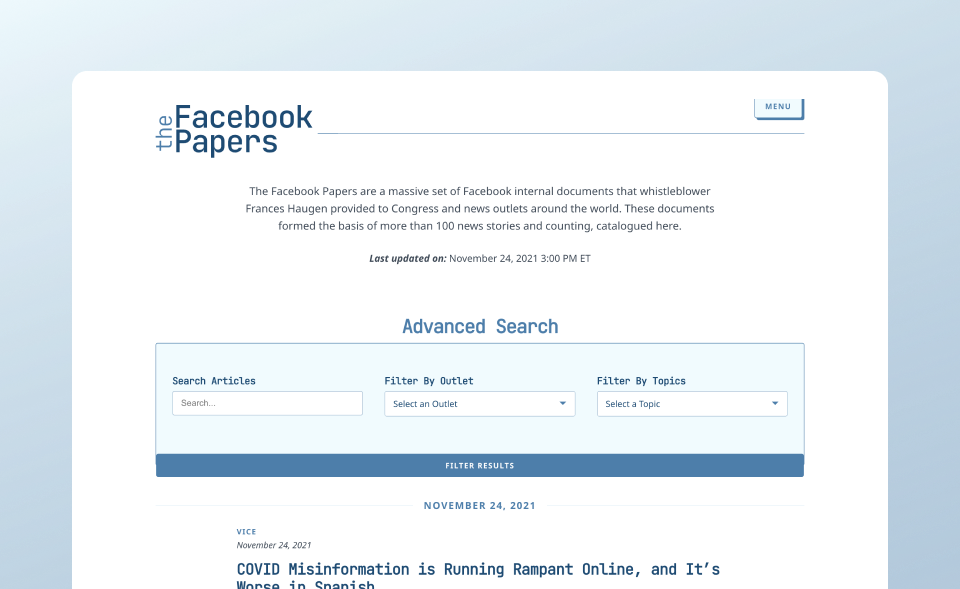 the Facebook
Papers
MENU
The Facebook Papers are a massive set of Facebook internal documents that whistleblower
Frances Haugen provided to Congress and news outlets around the world. These documents
formed the basis of more than 100 news stories and counting, catalogued here.
Last updated on: November 24, 2021 3:00 PM ET
Advanced Search
Search Articles
Filter By Outlet
Filter By Topics
Search...
Select an Outlet
Select a Topic
FILTER RESULTS
NOVEMBER 24, 2021
VICE
November 24, 2021
COVID Misinformation is Running Rampant Online, and It’s
Worse in Spanish